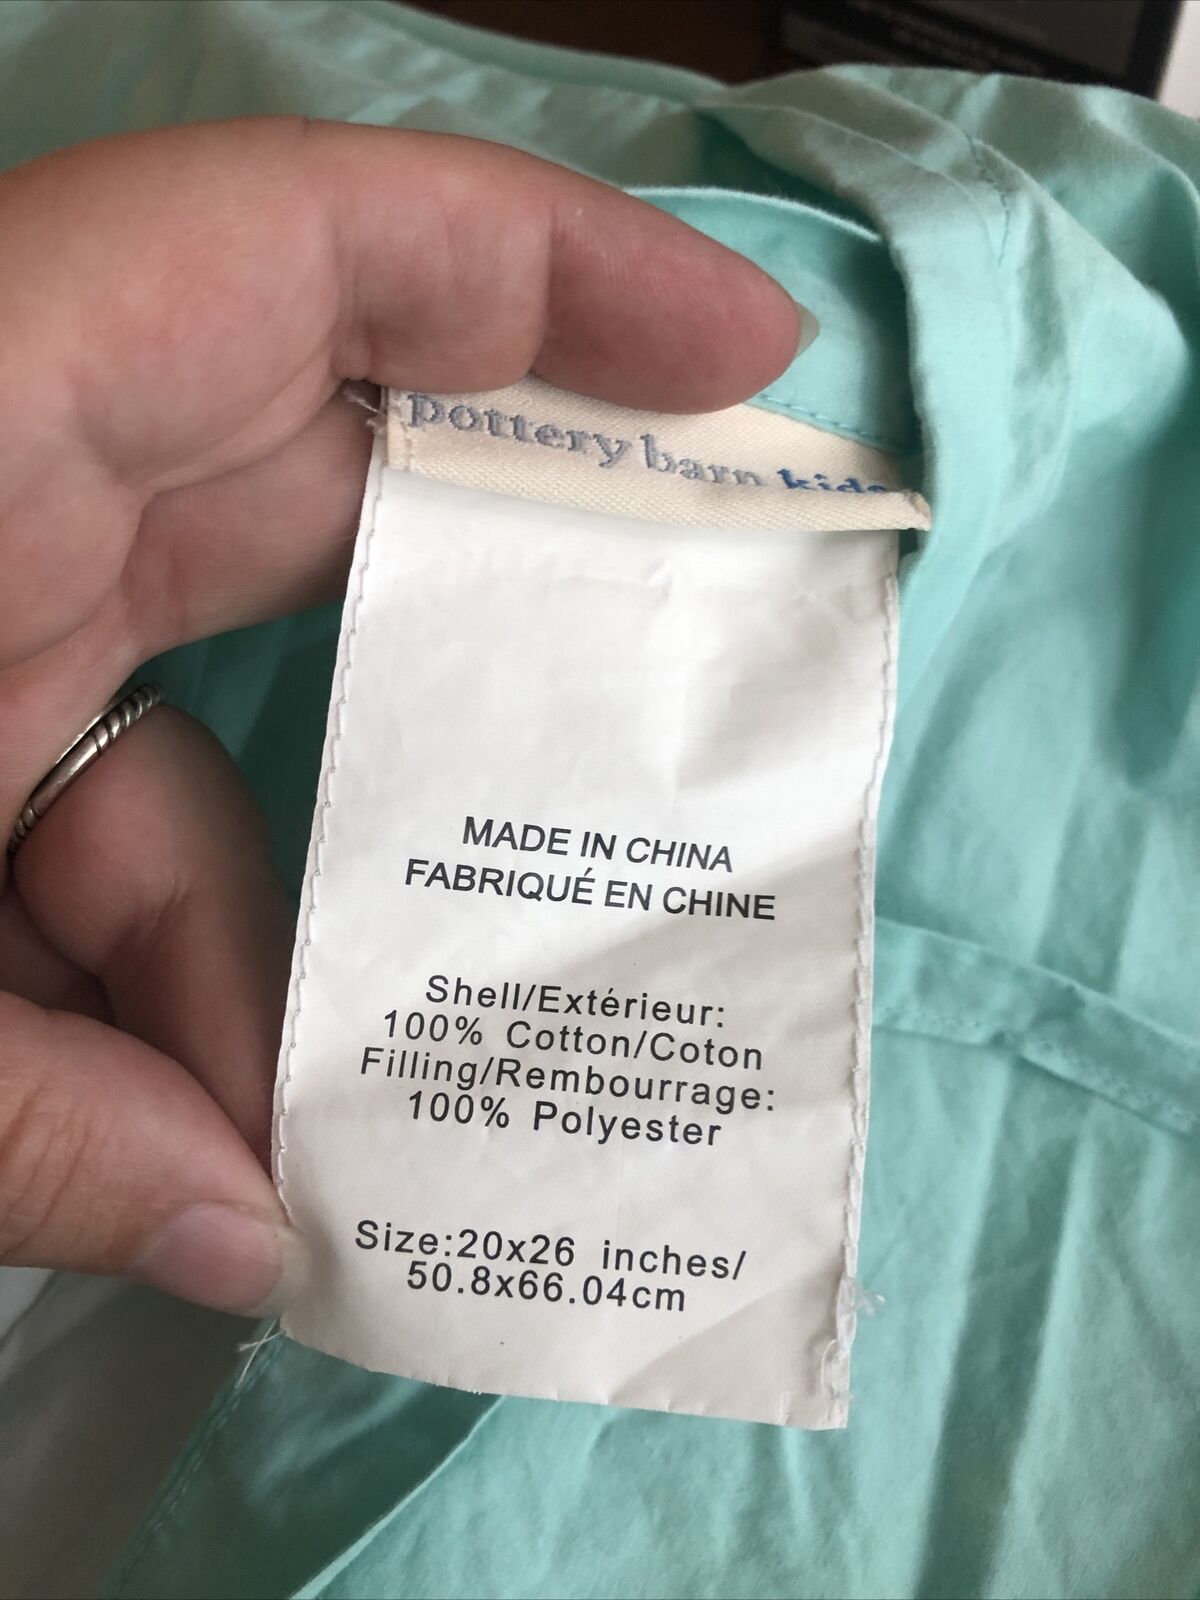 pottery barn kids
MADE IN CHINA
FABRIQUÉ EN CHINE
Shell/Extérieur:
100% Cotton/Coton
Filling/Rembourrage:
100% Polyester
Size:20x26 inches/
50.8x66.04cm